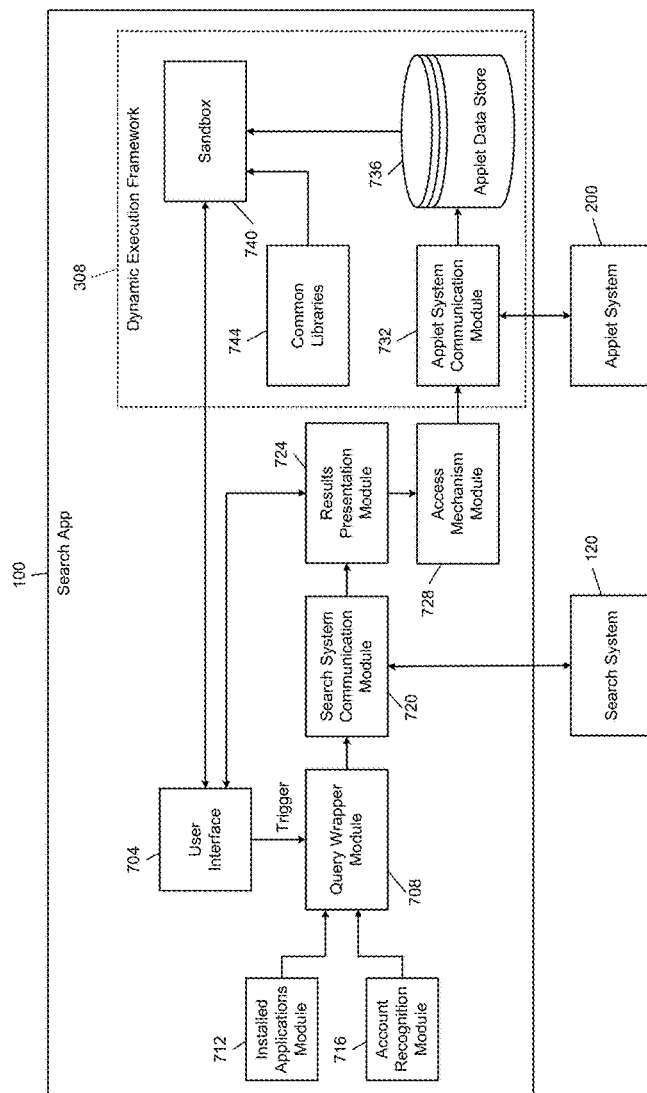 100
Search App
308
Dynamic Execution Framework
Sandbox
740
744
Common
Libraries
736
Applet Data Store
732
Applet System
Communication
Module
200
Applet System
724
Results
Presentation
Module
Access
Mechanism
Module
728
Search System
Communication
Module
720
120
Search System
704
User
Interface
Trigger
Query Wrapper
Module
708
712
Installed
Applications
Module
716
Account
Recognition
Module